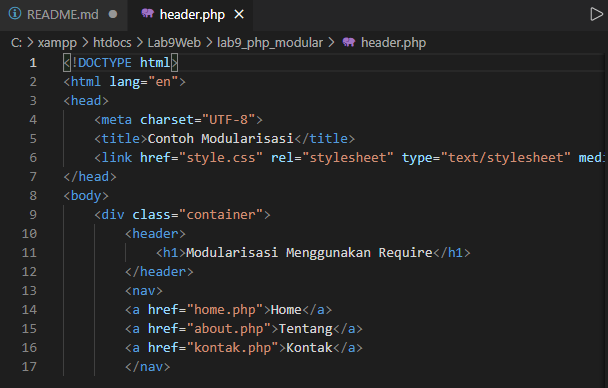 README.md
header.php
C: > xampp > htdocs > Lab9Web > lab9_php_modular > header.php
1 <!DOCTYPE html>
2 <html lang="en">
3 <head>
4 <meta charset="UTF-8">
5 <title>Contoh Modularisasi</title>
6 <link href="style.css" rel="stylesheet" type="text/stylesheet" medi
7 </head>
8 <body>
9 <div class="container">
10 <header>
11 <h1>Modularisasi Menggunakan Require</h1>
12 </header>
13 <nav>
14 <a href="home.php">Home</a>
15 <a href="about.php">Tentang</a>
16 <a href="kontak.php">Kontak</a>
17 </nav>